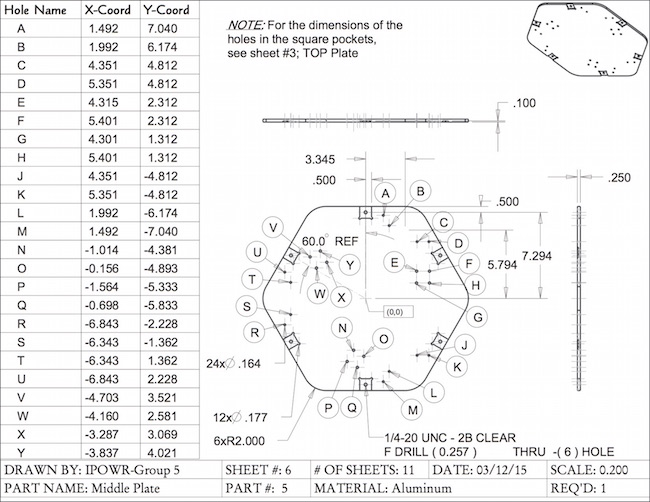 Hole Name X-Coord Y-Coord
A 1.492 7.040
B 1.992 6.174
C 4.351 4.812
D 5.351 4.812
E 4.315 2.312
F 5.401 2.312
G 4.301 1.312
H 5.401 1.312
J 4.351 -4.812
K 5.351 -4.812
L 1.992 -6.174
M 1.492 -7.040
N -1.014 -4.381
O -0.156 -4.893
P -1.564 -5.333
Q -0.698 -5.833
R -6.843 -2.228
S -6.343 -1.362
T -6.343 1.362
U -6.843 2.228
V -4.703 3.521
W -4.160 2.581
X -3.287 3.069
Y -3.837 4.021
NOTE: For the dimensions of the
holes in the square pockets,
see sheet #3; TOP Plate
.100
3.345
.500
.250
A B
.500
V C
60.0° REF
U Y D
7.294
5.794
T E F
W X H
(0,0)
S G
R N O J
24x∅ .164 K
P Q M L
12x∅ .177
6xR2.000
1/4-20 UNC - 2B CLEAR
F DRILL ( 0.257 ) THRU -( 6 ) HOLE
DRAWN BY: IPOWR-Group 5 SHEET #: 6 # OF SHEETS: 11 DATE: 03/12/15 SCALE: 0.200
PART NAME: Middle Plate PART #: 5 MATERIAL: Aluminum REQ'D: 1